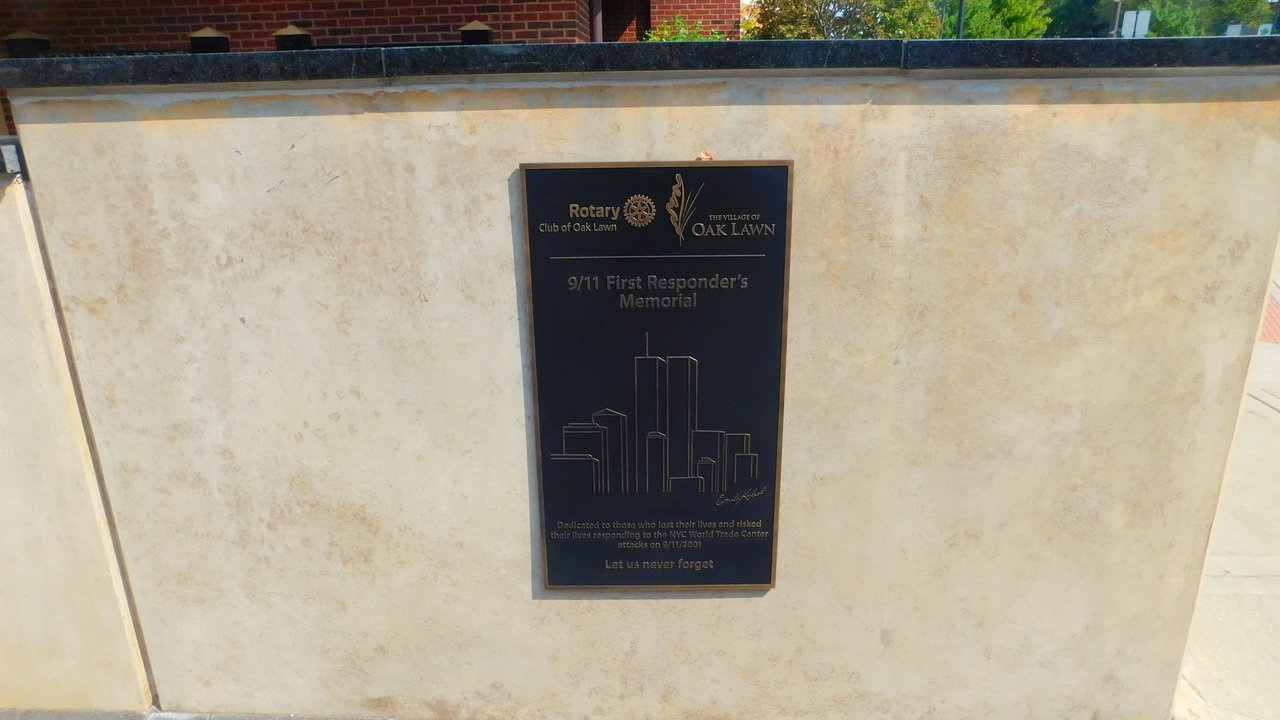 Rotary
Club of Oak Lawn
THE VILLAGE OF
OAK LAWN
9/11 First Responder's
Memorial
Emily
Dedicated to those who lost their lives and risked
their lives responding to the NYC World Trade Center
attacks on 9/11/2001
Let us never forget